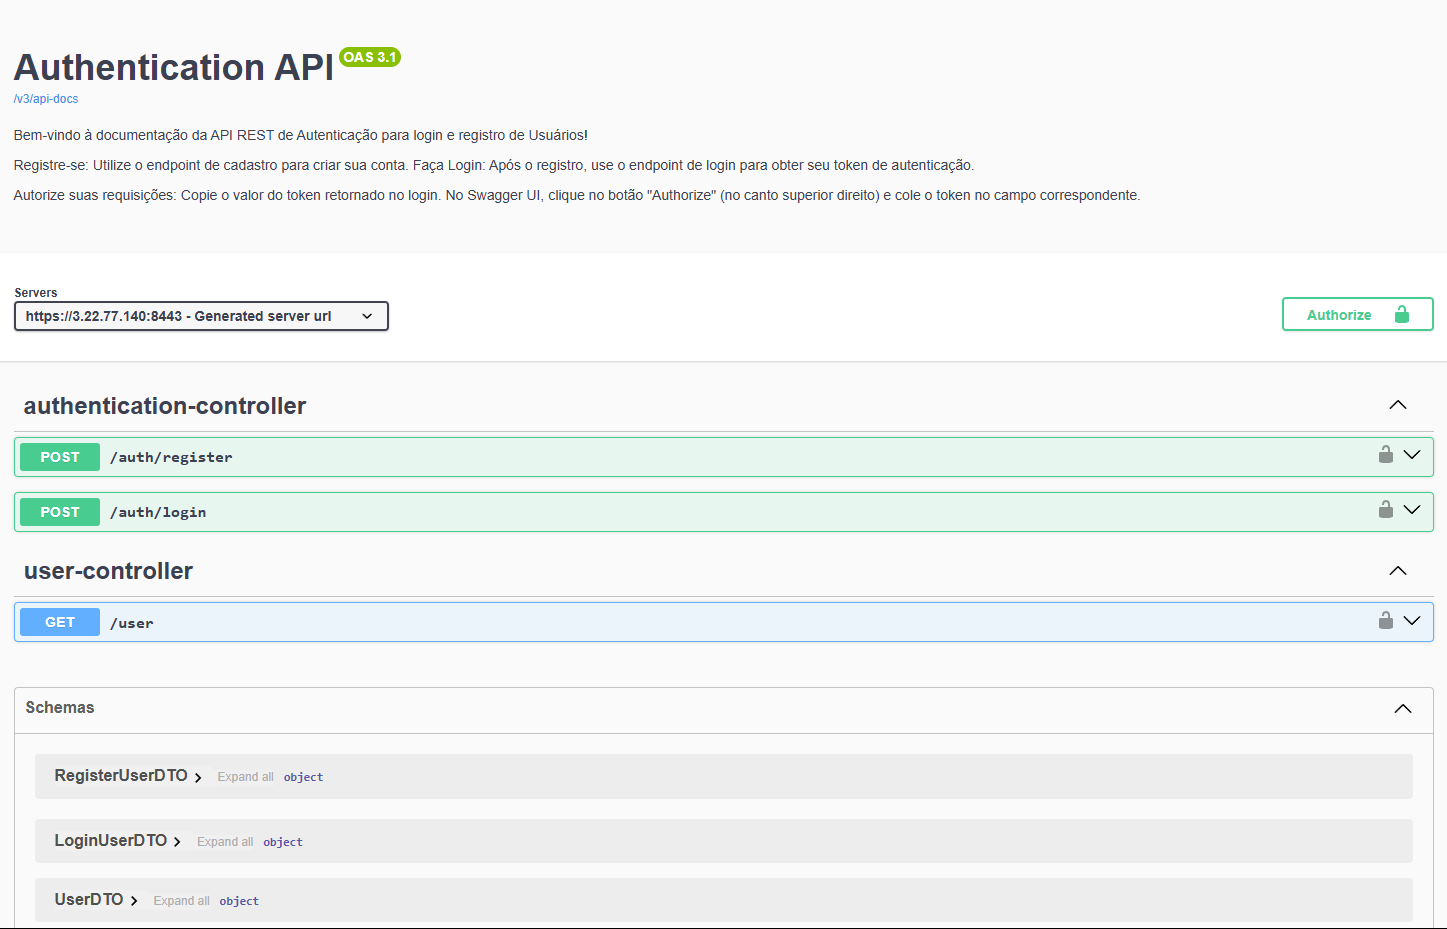 Authentication API OAS 3.1
/v3/api-docs
Bem-vindo à documentação da API REST de Autenticação para login e registro de Usuários!
Registre-se: Utilize o endpoint de cadastro para criar sua conta. Faça Login: Após o registro, use o endpoint de login para obter seu token de autenticação.
Autorize suas requisições: Copie o valor do token retornado no login. No Swagger UI, clique no botão "Authorize" (no canto superior direito) e cole o token no campo correspondente.
Servers
https://3.22.77.140:8443 - Generated server url
Authorize
authentication-controller
POST /auth/register
POST /auth/login
user-controller
GET /user
Schemas
RegisterUserDTO Expand all object
LoginUserDTO Expand all object
UserDTO Expand all object